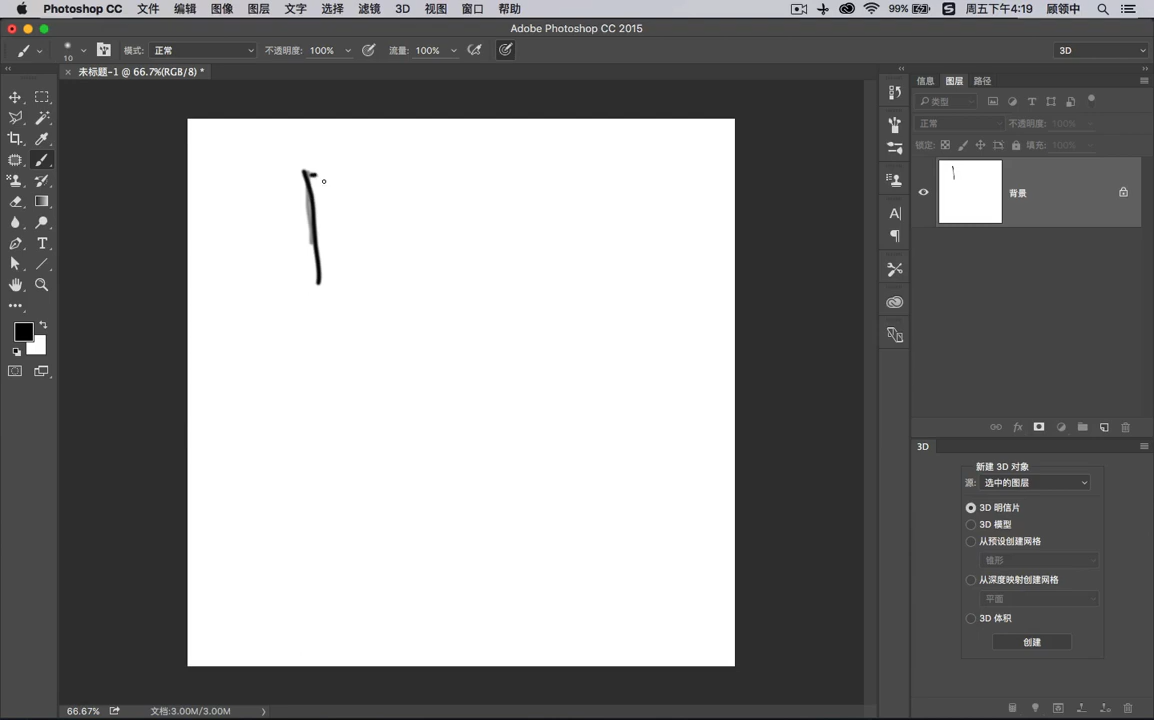 Photoshop CC 文件 编辑 图像 图层 文字 选择 滤镜 3D 视图 窗口 帮助 99% 周五下午4:19 顾领中
Adobe Photoshop CC 2015
10 模式: 正常 不透明度: 100% 流量: 100% 3D
未标题-1 @ 66.7%(RGB/8) *
信息 图层 路径
类型
正常 不透明度: 100%
锁定: 填充: 100%
背景
fx
3D
新建 3D 对象
源: 选中的图层
3D 明信片
3D 模型
从预设创建网格
锥形
从深度映射创建网格
平面
3D 体积
创建
66.67% 文档:3.00M/3.00M